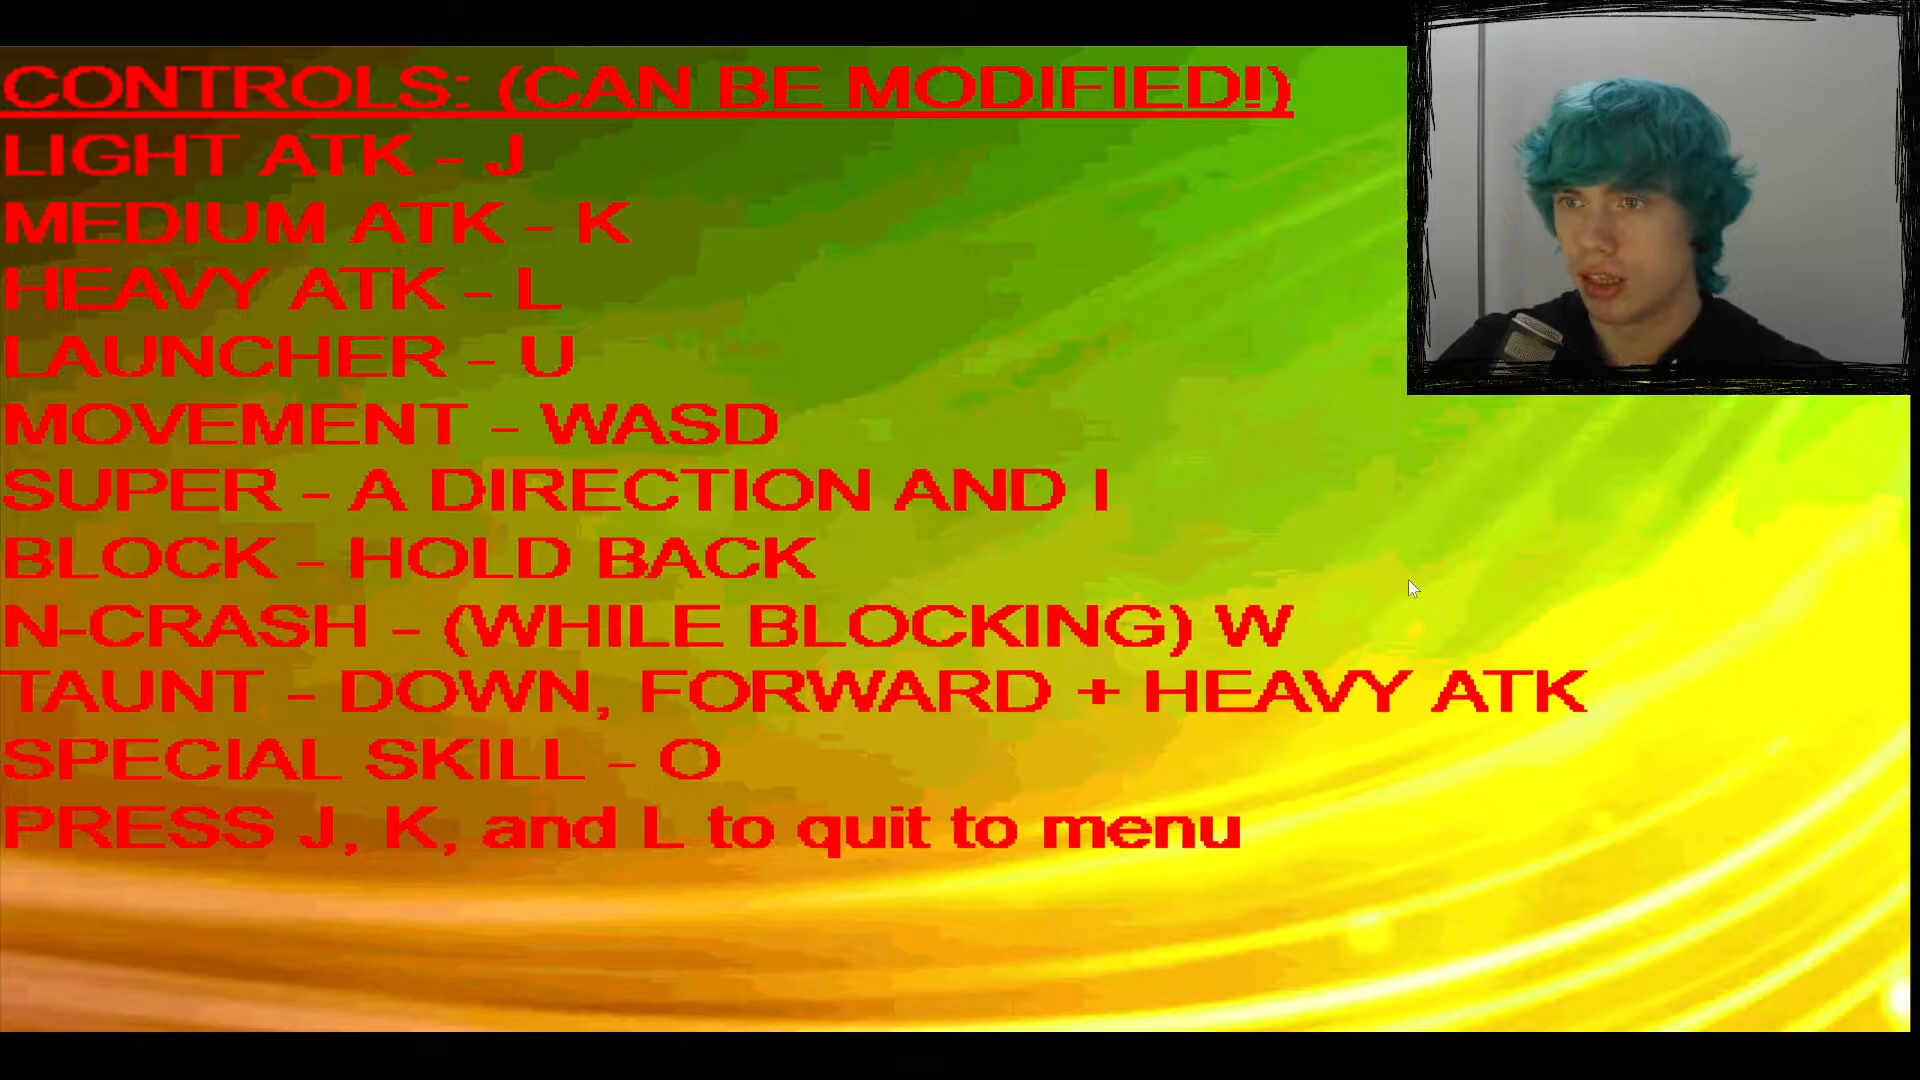 CONTROLS: (CAN BE MODIFIED!)
LIGHT ATK - J
MEDIUM ATK - K
HEAVY ATK - L
LAUNCHER - U
MOVEMENT - WASD
SUPER - A DIRECTION AND I
BLOCK - HOLD BACK
N-CRASH - (WHILE BLOCKING) W
TAUNT - DOWN, FORWARD + HEAVY ATK
SPECIAL SKILL - O
PRESS J, K, and L to quit to menu